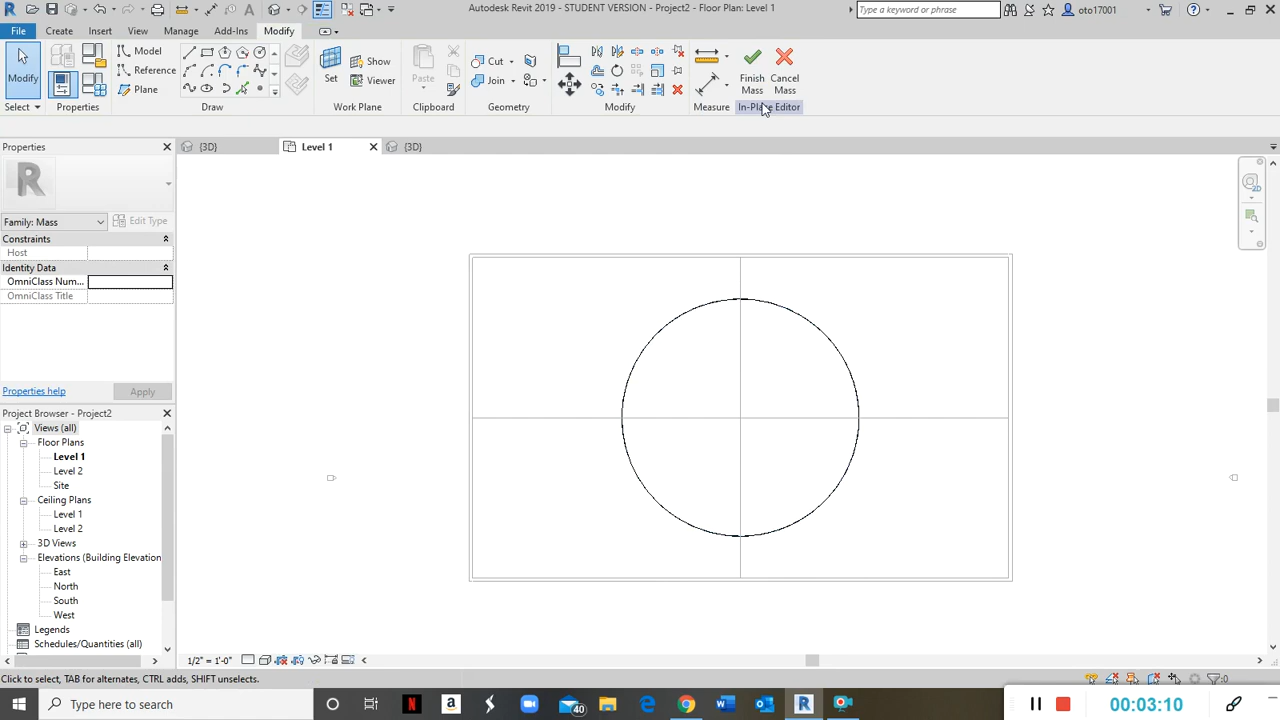 Autodesk Revit 2019 - STUDENT VERSION - Project2 - Floor Plan: Level 1
Type a keyword or phrase
oto17001
File Create Insert View Manage Add-Ins Modify
Modify
Select
Properties
Model
Reference
Plane
Draw
Set
Show
Viewer
Work Plane
Paste
Clipboard
Cut
Join
Geometry
Modify
Measure
Finish Mass
Cancel Mass
In-Place Editor
Properties
{3D}
Level 1
{3D}
R
2D
Family: Mass
Edit Type
Constraints
Host
Identity Data
OmniClass Num...
OmniClass Title
Properties help
Apply
Project Browser - Project2
Views (all)
Floor Plans
Level 1
Level 2
Site
Ceiling Plans
Level 1
Level 2
3D Views
Elevations (Building Elevation
East
North
South
West
Legends
Schedules/Quantities (all)
1/2" = 1'-0"
Click to select, TAB for alternates, CTRL adds, SHIFT unselects.
:0
Type here to search
40
00:03:10